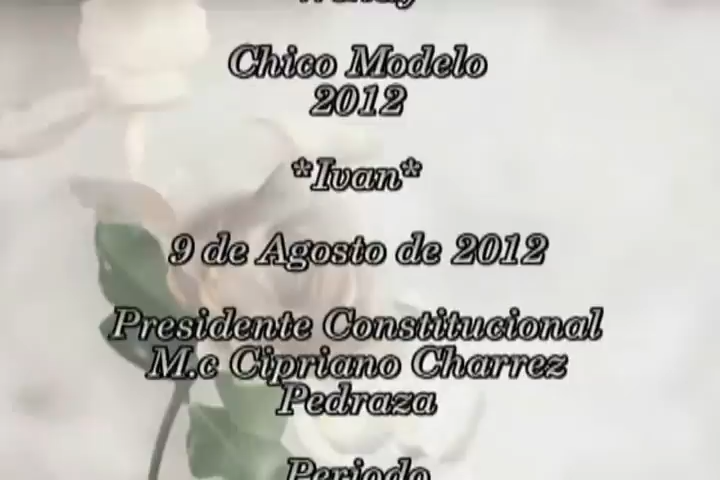 Chico Modelo
2012
*Ivan*
9 de Agosto de 2012
Presidente Constitucional
M.c Cipriano Charrez
Pedraza
Periodo